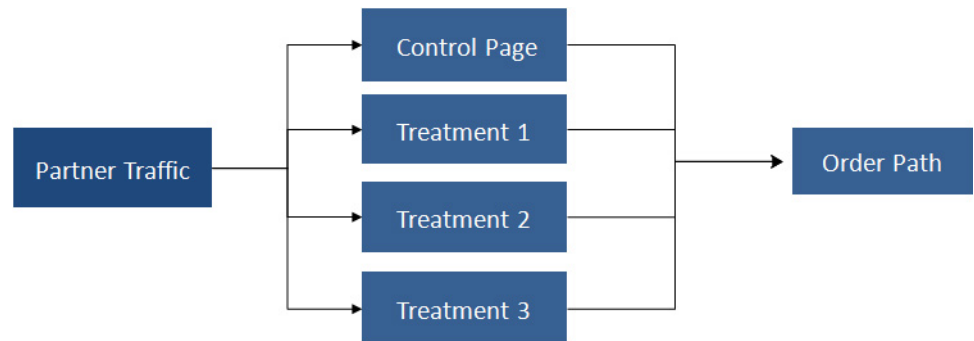 Control Page
Treatment 1
Partner Traffic
Order Path
Treatment 2
Treatment 3